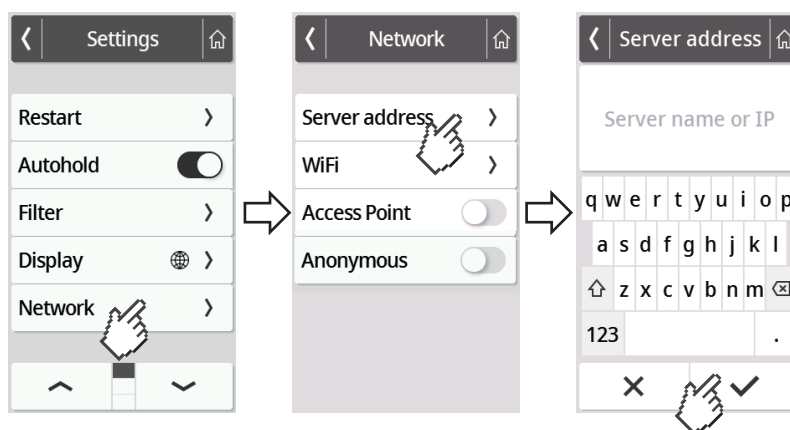 Settings
Restart
Autohold
Filter
Display
Network
Network
Server address
WiFi
Access Point
Anonymous
Server address
Server name or IP
q w e r t y u i o p
a s d f g h j k l
z x c v b n m
123 .